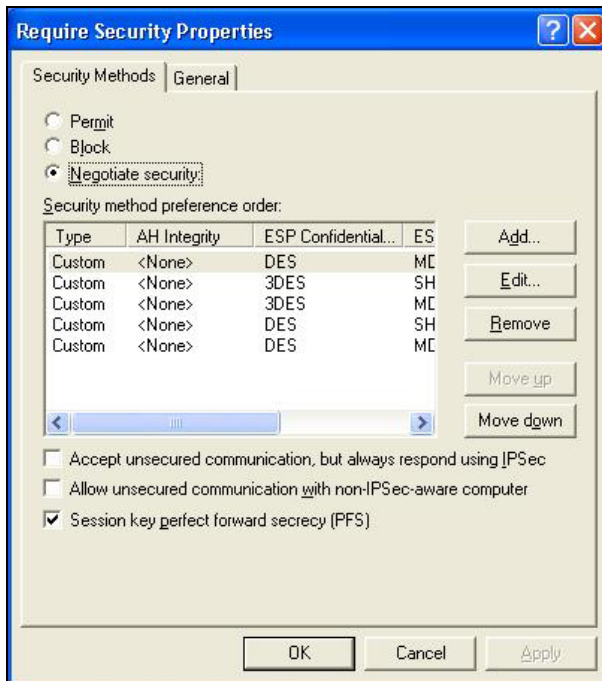 Require Security Properties
Security Methods General
Permit
Block
Negotiate security:
Security method preference order:
Type AH Integrity ESP Confidential... ES
Custom <None> DES MD
Custom <None> 3DES SH
Custom <None> 3DES MD
Custom <None> DES SH
Custom <None> DES MD
Add...
Edit...
Remove
Move up
Move down
Accept unsecured communication, but always respond using IPSec
Allow unsecured communication with non-IPSec-aware computer
Session key perfect forward secrecy (PFS)
OK Cancel Apply